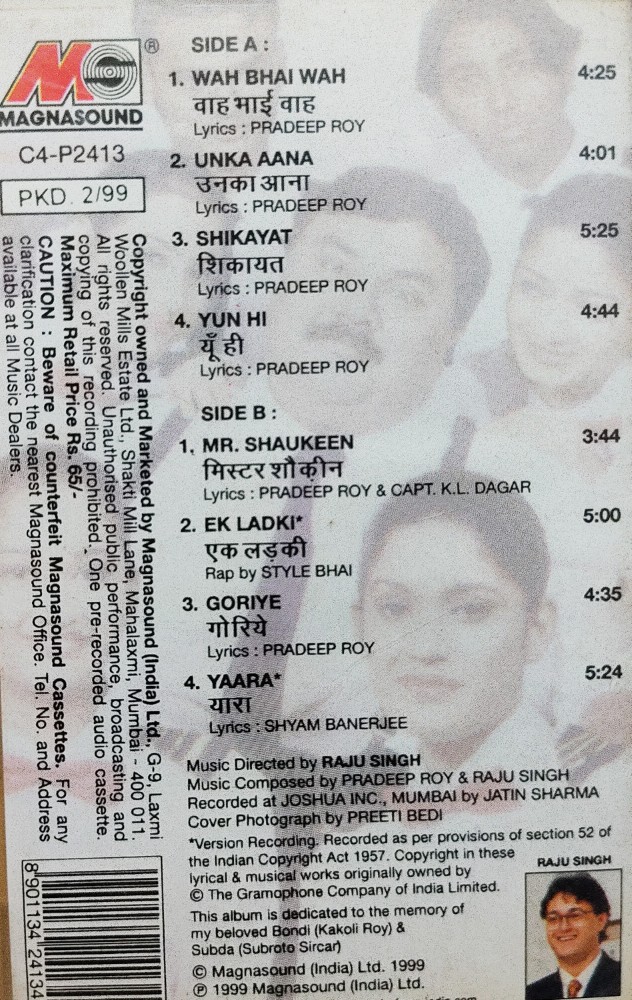 ®
MAGNASOUND
C4-P2413
PKD. 2/99
SIDE A :
1. WAH BHAI WAH 4:25
वाह भाई वाह
Lyrics : PRADEEP ROY
2. UNKA AANA 4:01
उनका आना
Lyrics : PRADEEP ROY
3. SHIKAYAT 5:25
शिकायत
Lyrics : PRADEEP ROY
4. YUN HI 4:44
यूँ ही
Lyrics : PRADEEP ROY
SIDE B :
1. MR. SHAUKEEN 3:44
मिस्टर शौक़ीन
Lyrics : PRADEEP ROY & CAPT. K.L. DAGAR
2. EK LADKI* 5:00
एक लड़की
Rap by STYLE BHAI
3. GORIYE 4:35
गोरिये
Lyrics : PRADEEP ROY
4. YAARA* 5:24
यारा
Lyrics : SHYAM BANERJEE
Music Directed by RAJU SINGH
Music Composed by PRADEEP ROY & RAJU SINGH
Recorded at JOSHUA INC., MUMBAI by JATIN SHARMA
Cover Photograph by PREETI BEDI
*Version Recording. Recorded as per provisions of section 52 of
the Indian Copyright Act 1957. Copyright in these
lyrical & musical works originally owned by
© The Gramophone Company of India Limited.
This album is dedicated to the memory of
my beloved Bondi (Kakoli Roy) &
Subda (Subroto Sircar)
© Magnasound (India) Ltd. 1999
℗ 1999 Magnasound (India) Ltd.
RAJU SINGH
Copyright owned and Marketed by Magnasound (India) Ltd., G-9, Laxmi
Woollen Mills Estate Ltd., Shakti Mill Lane, Mahalaxmi, Mumbai - 400 011.
All rights reserved. Unauthorised public performance, broadcasting and
copying of this recording prohibited. One pre-recorded audio cassette.
Maximum Retail Price Rs. 65/-
CAUTION : Beware of counterfeit Magnasound Cassettes. For any
clarification contact the nearest Magnasound Office. Tel. No. and Address
available at all Music Dealers.
8 901134 24134